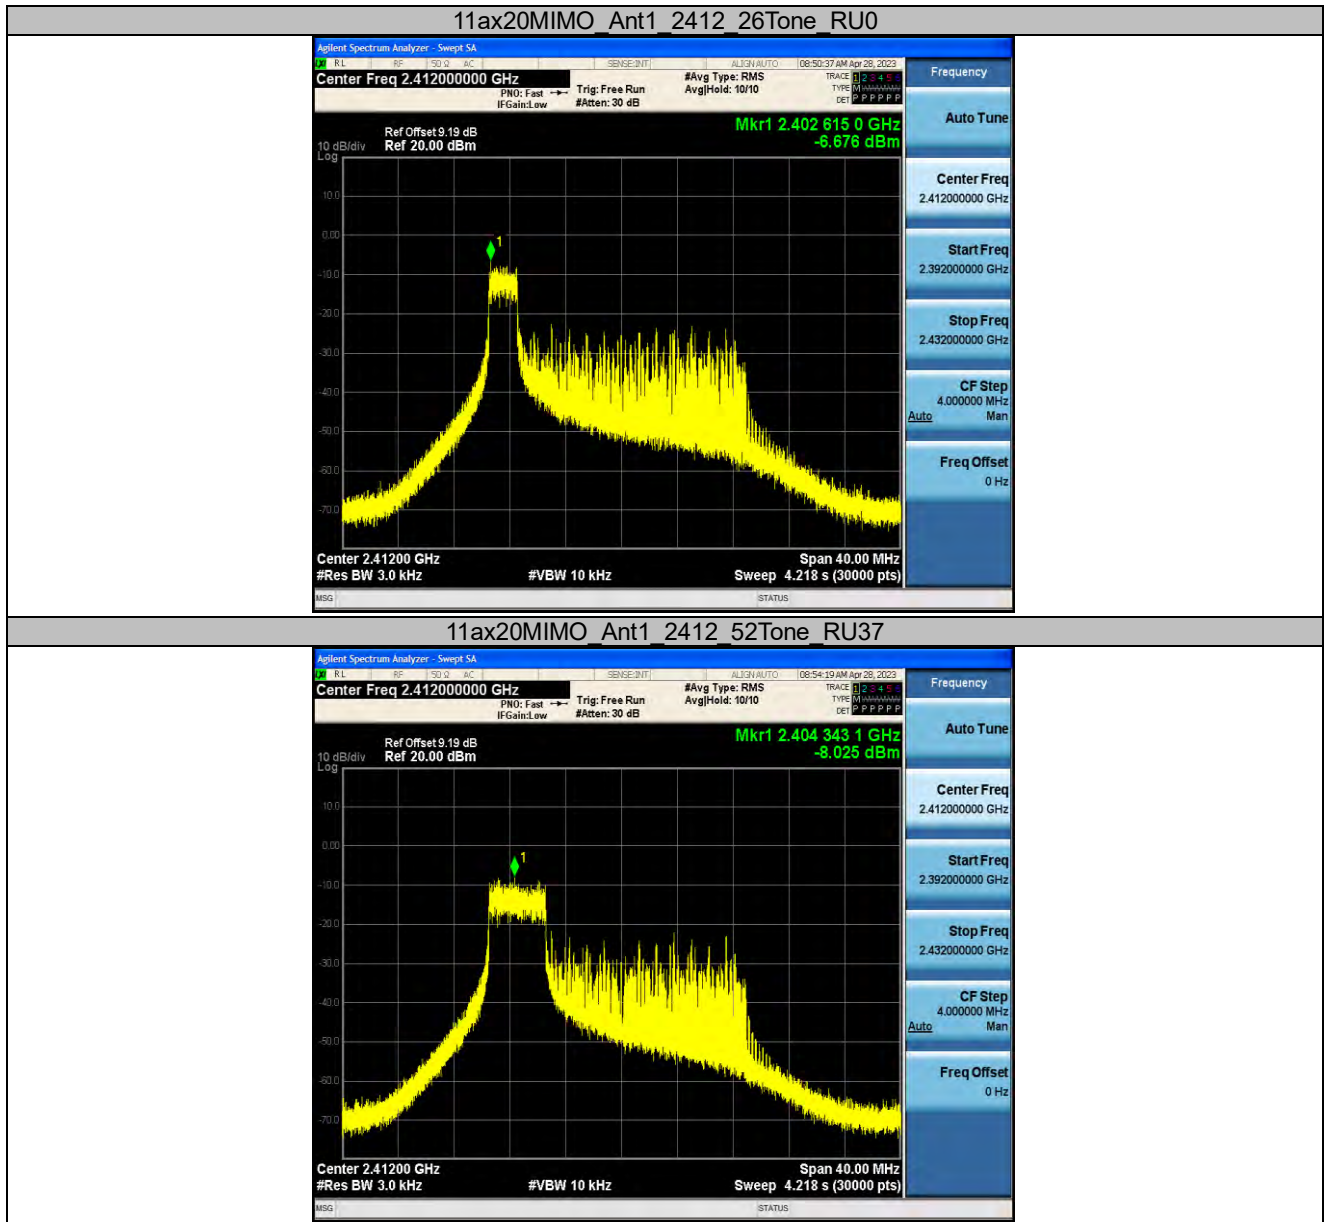 11ax20MIMO_Ant1_2412_26Tone_RU0
Agilent Spectrum Analyzer - Swept SA
RL RF 50 Ω AC SENSE:INT ALIGN AUTO 08:50:37 AM Apr 28, 2023
Center Freq 2.412000000 GHz #Avg Type: RMS TRACE 1 2 3 4 5 6 Frequency
PNO: Fast Trig: Free Run Avg|Hold: 10/10 TYPE M
IFGain:Low #Atten: 30 dB DET P P P P P P
Auto Tune
Mkr1 2.402 615 0 GHz
Ref Offset 9.19 dB -6.676 dBm
10 dB/div Ref 20.00 dBm
Log
Center Freq
2.412000000 GHz
10.0
0.00
Start Freq
2.392000000 GHz
-10.0
-20.0
Stop Freq
2.432000000 GHz
-30.0
CF Step
4.000000 MHz
Auto Man
-40.0
-50.0
Freq Offset
0 Hz
-60.0
-70.0
Center 2.41200 GHz Span 40.00 MHz
#Res BW 3.0 kHz #VBW 10 kHz Sweep 4.218 s (30000 pts)
MSG STATUS
11ax20MIMO_Ant1_2412_52Tone_RU37
Agilent Spectrum Analyzer - Swept SA
RL RF 50 Ω AC SENSE:INT ALIGN AUTO 08:54:19 AM Apr 28, 2023
Center Freq 2.412000000 GHz #Avg Type: RMS TRACE 1 2 3 4 5 6 Frequency
PNO: Fast Trig: Free Run Avg|Hold: 10/10 TYPE M
IFGain:Low #Atten: 30 dB DET P P P P P P
Auto Tune
Mkr1 2.404 343 1 GHz
Ref Offset 9.19 dB -8.025 dBm
10 dB/div Ref 20.00 dBm
Log
Center Freq
2.412000000 GHz
10.0
0.00
1
Start Freq
2.392000000 GHz
-10.0
-20.0
Stop Freq
2.432000000 GHz
-30.0
CF Step
4.000000 MHz
Auto Man
-40.0
-50.0
Freq Offset
0 Hz
-60.0
-70.0
Center 2.41200 GHz Span 40.00 MHz
#Res BW 3.0 kHz #VBW 10 kHz Sweep 4.218 s (30000 pts)
MSG STATUS